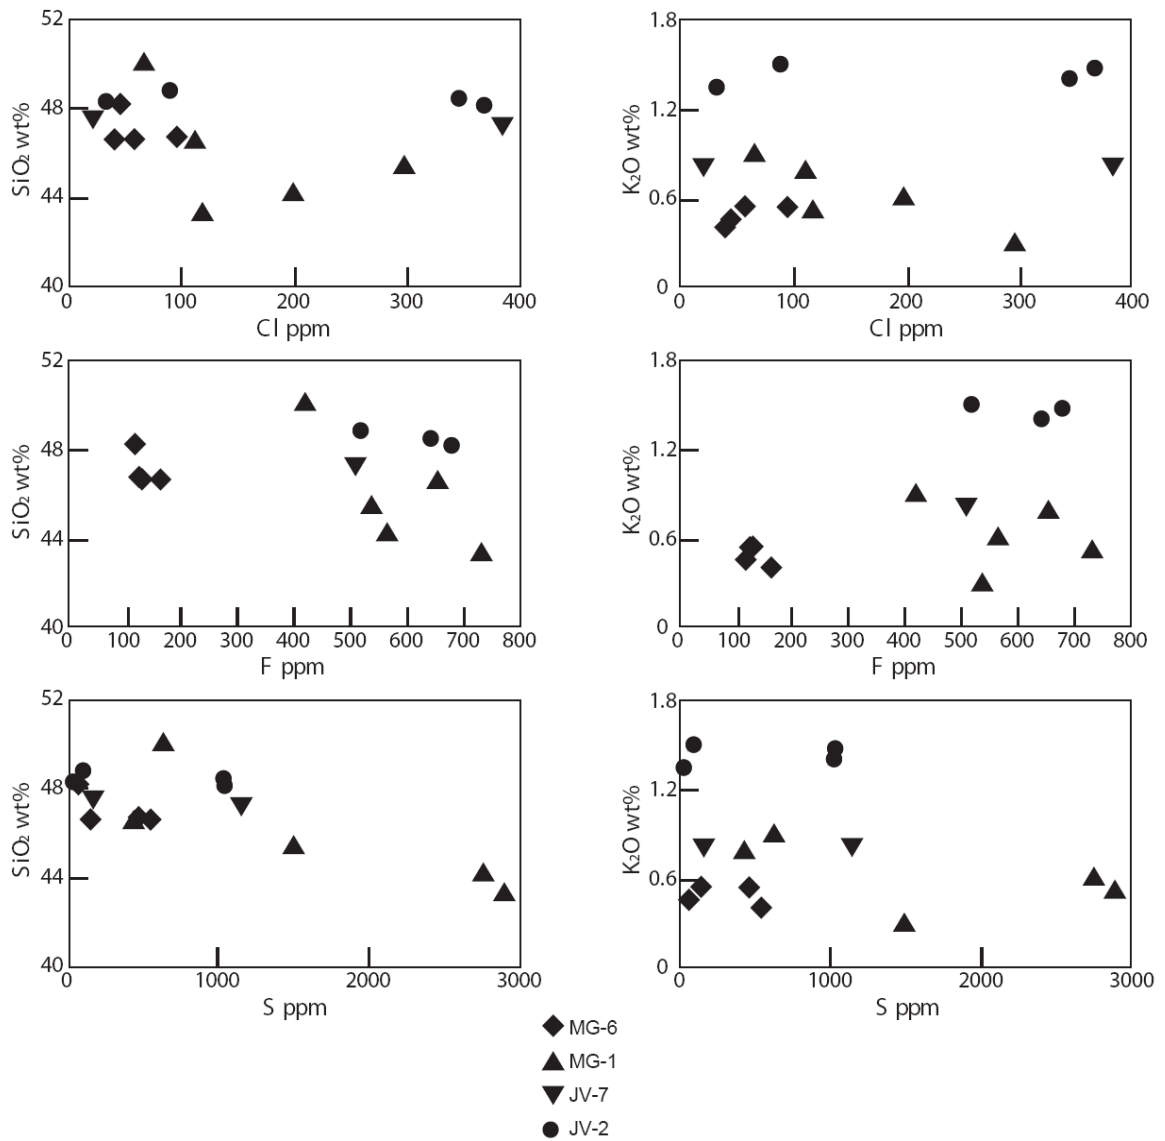 52
48
44
40
SiO₂ wt%
0 100 200 300 400
Cl ppm
1.8
1.2
0.6
0
K₂O wt%
0 100 200 300 400
Cl ppm
52
48
44
40
SiO₂ wt%
0 100 200 300 400 500 600 700 800
F ppm
1.8
1.2
0.6
0
K₂O wt%
0 100 200 300 400 500 600 700 800
F ppm
52
48
44
40
SiO₂ wt%
0 1000 2000 3000
S ppm
1.8
1.2
0.6
0
K₂O wt%
0 1000 2000 3000
S ppm
MG-6
MG-1
JV-7
JV-2